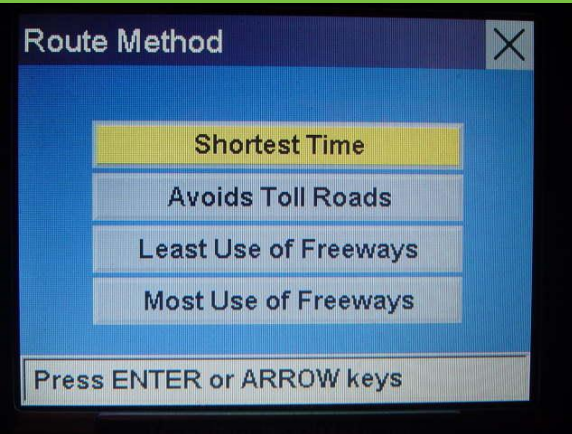 Route Method
Shortest Time
Avoids Toll Roads
Least Use of Freeways
Most Use of Freeways
Press ENTER or ARROW keys